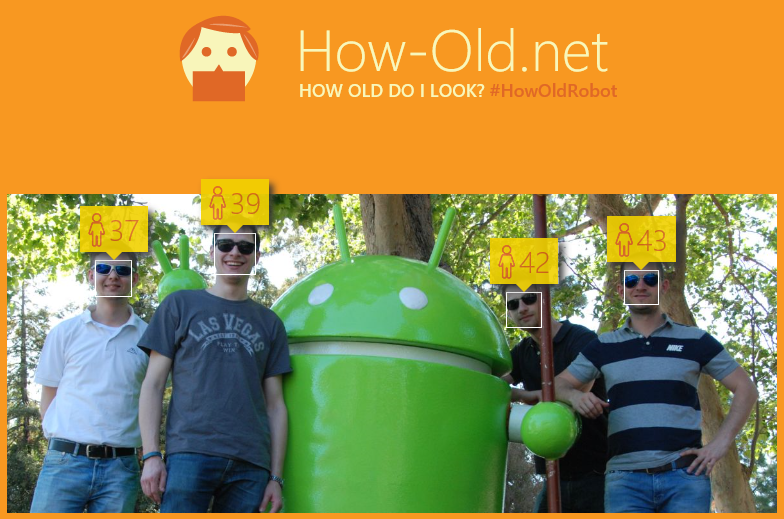 How-Old.net
HOW OLD DO I LOOK? #HowOldRobot
39
37
43
42
LAS VEGAS
NIKE